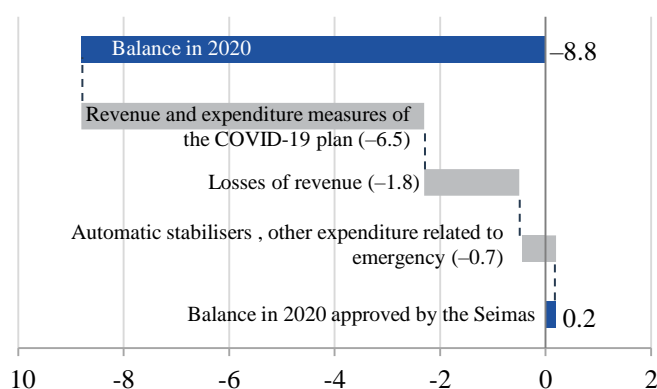 Balance in 2020
–8.8
Revenue and expenditure measures of
the COVID-19 plan (–6.5)
Losses of revenue (–1.8)
Automatic stabilisers , other expenditure related to
emergency (–0.7)
Balance in 2020 approved by the Seimas
0.2
10 -8 -6 -4 -2 0 2